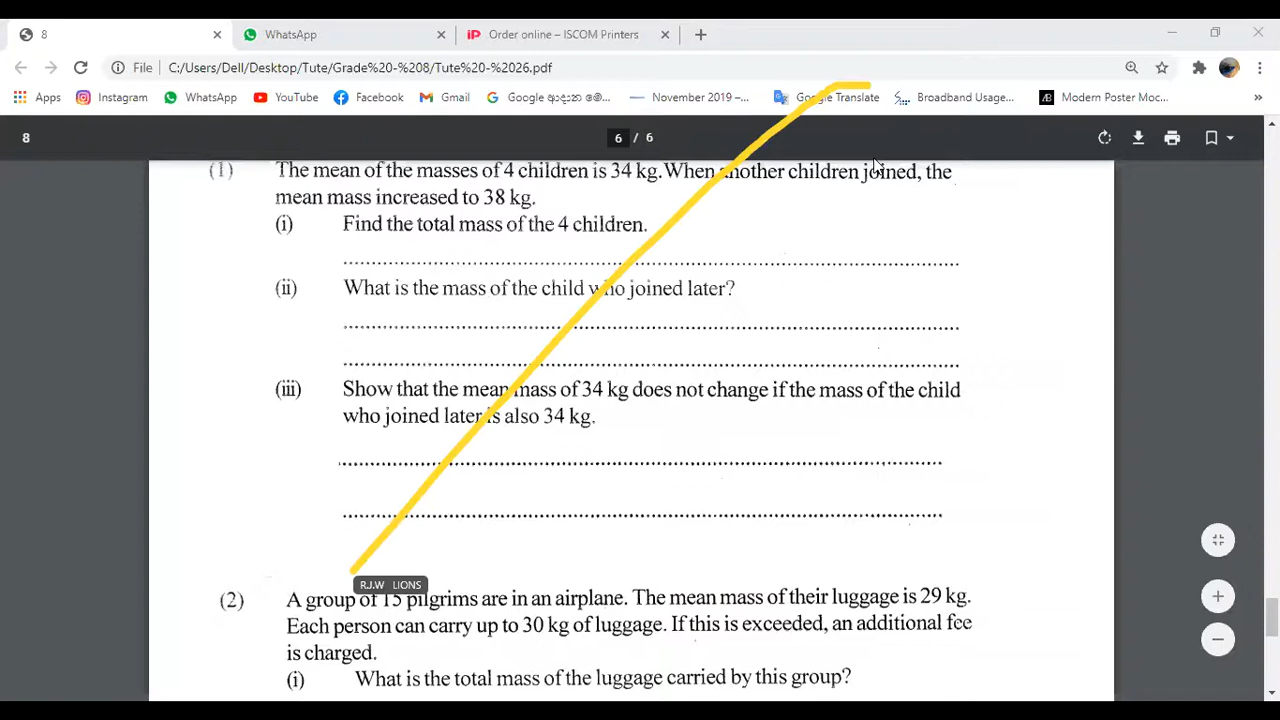 8
WhatsApp
iP Order online – ISCOM Printers
File C:/Users/Dell/Desktop/Tute/Grade%20-%208/Tute%20-%2026.pdf
Apps Instagram WhatsApp YouTube Facebook Gmail Google ආදානෙ මෙ... November 2019 –... Google Translate Broadband Usage... Modern Poster Moc... »
8 6 / 6
(1) The mean of the masses of 4 children is 34 kg. When another children joined, the
mean mass increased to 38 kg.
(i) Find the total mass of the 4 children.
(ii) What is the mass of the child who joined later?
(iii) Show that the mean mass of 34 kg does not change if the mass of the child
who joined later is also 34 kg.
R.J.W LIONS
(2) A group of 15 pilgrims are in an airplane. The mean mass of their luggage is 29 kg.
Each person can carry up to 30 kg of luggage. If this is exceeded, an additional fee
is charged.
(i) What is the total mass of the luggage carried by this group?